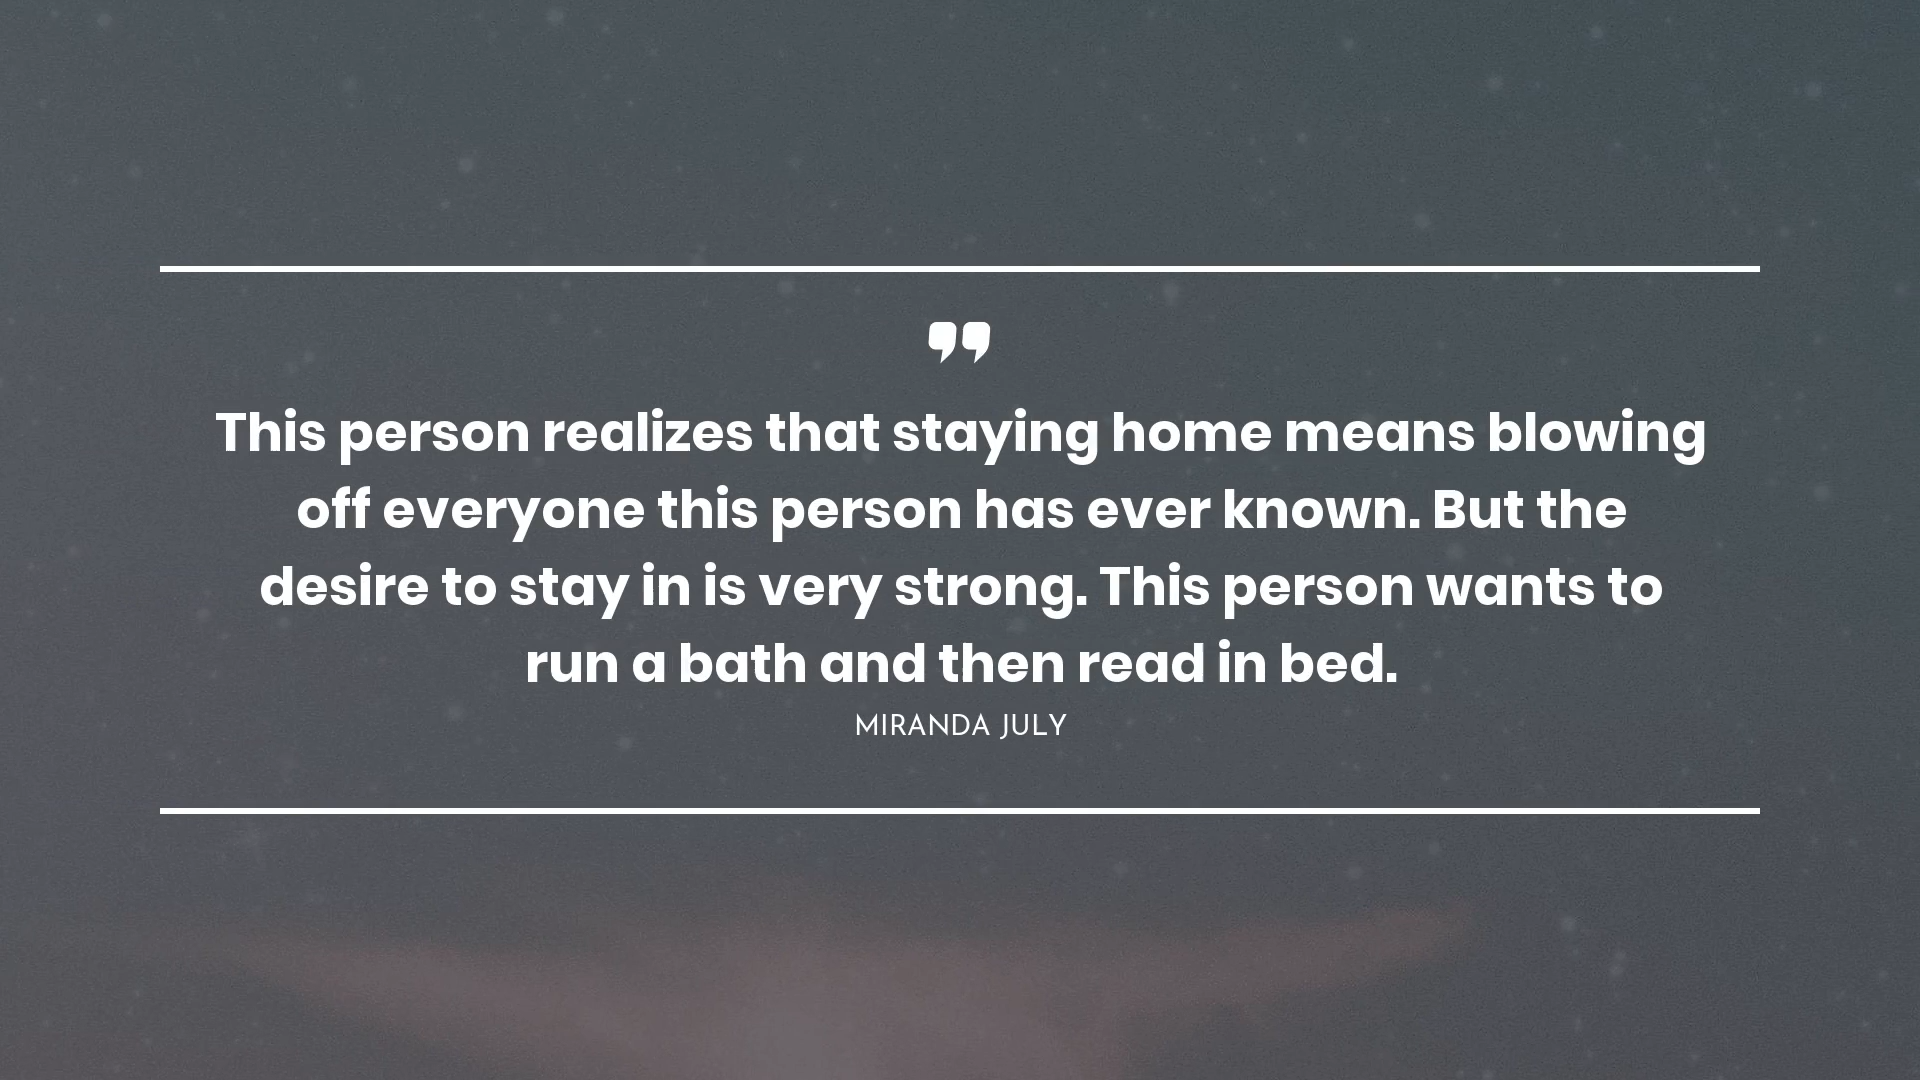 ❞
This person realizes that staying home means blowing
off everyone this person has ever known. But the
desire to stay in is very strong. This person wants to
run a bath and then read in bed.
MIRANDA JULY